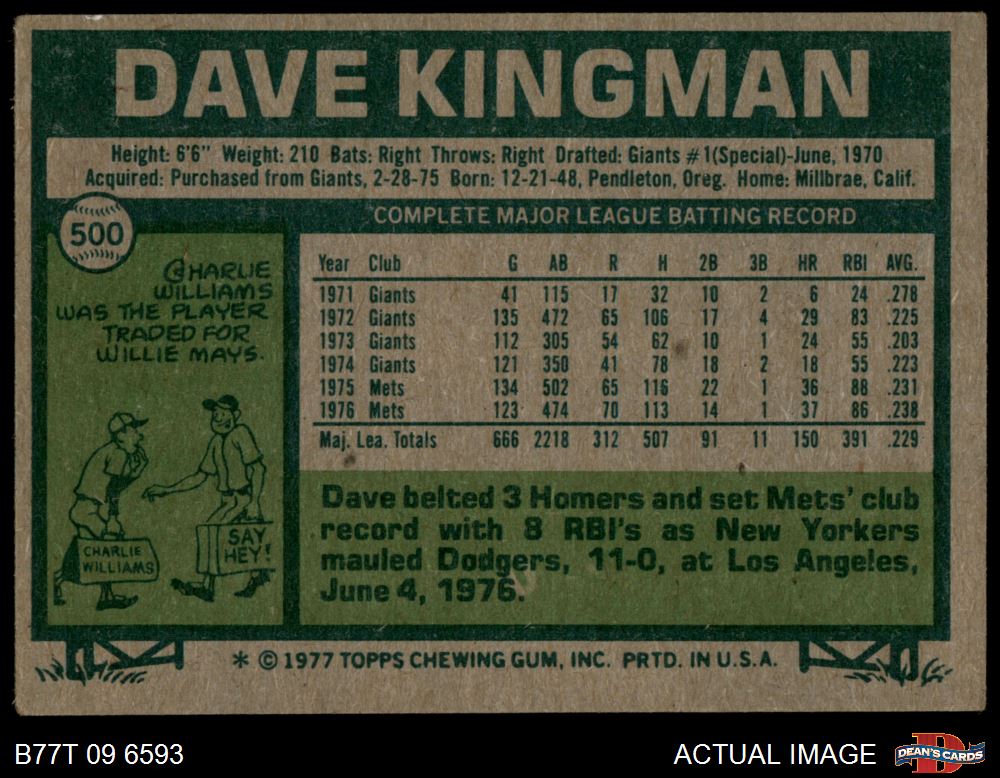 DAVE KINGMAN
Height: 6'6" Weight: 210 Bats: Right Throws: Right Drafted: Giants #1(Special)-June, 1970
Acquired: Purchased from Giants, 2-28-75 Born: 12-21-48, Pendleton, Oreg. Home: Millbrae, Calif.
500
CHARLIE
WILLIAMS
WAS THE PLAYER
TRADED FOR
WILLIE MAYS.
CHARLIE
WILLIAMS
SAY
HEY!
COMPLETE MAJOR LEAGUE BATTING RECORD
Year Club G AB R H 2B 3B HR RBI AVG.
1971 Giants 41 115 17 32 10 2 6 24 .278
1972 Giants 135 472 65 106 17 4 29 83 .225
1973 Giants 112 305 54 62 10 1 24 55 .203
1974 Giants 121 350 41 78 18 2 18 55 .223
1975 Mets 134 502 65 116 22 1 36 88 .231
1976 Mets 123 474 70 113 14 1 37 86 .238
Maj. Lea. Totals 666 2218 312 507 91 11 150 391 .229
Dave belted 3 Homers and set Mets' club
record with 8 RBI's as New Yorkers
mauled Dodgers, 11-0, at Los Angeles,
June 4, 1976.
* © 1977 TOPPS CHEWING GUM, INC. PRTD. IN U.S.A.
B77T 09 6593
ACTUAL IMAGE
DEAN'S CARDS